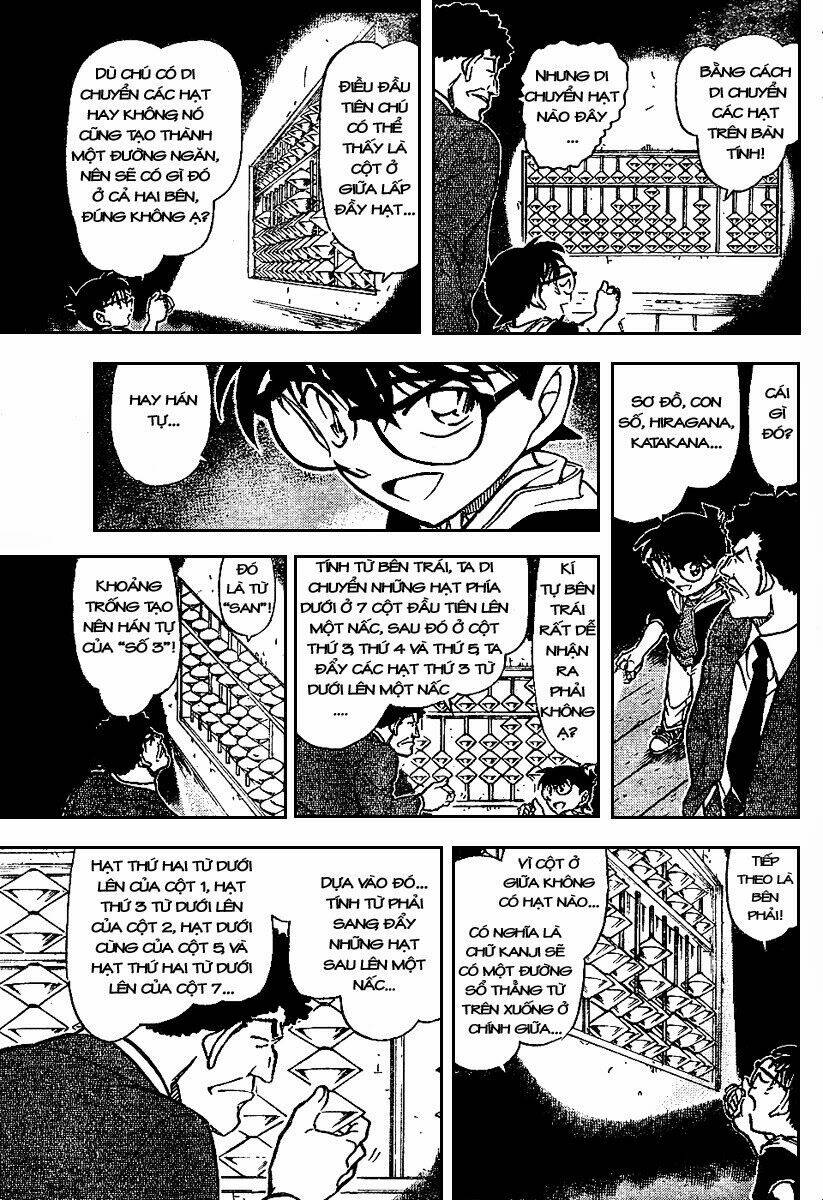 BẰNG CÁCH
DI CHUYỂN
CÁC HẠT
TRÊN BÀN
TÍNH!
NHƯNG DI
CHUYỂN HẠT
NÀO ĐÂY
...
ĐIỀU ĐẦU
TIÊN CHÚ
CÓ THỂ
THẤY LÀ
CỘT Ở
GIỮA LẤP
ĐẦY HẠT...
DÙ CHÚ CÓ DI
CHUYỂN CÁC HẠT
HAY KHÔNG, NÓ
CŨNG TẠO THÀNH
MỘT ĐƯỜNG NGĂN,
NÊN SẼ CÓ GÌ ĐÓ
Ở CẢ HAI BÊN,
ĐÚNG KHÔNG Ạ?
CÁI
GÌ
ĐÓ?
SƠ ĐỒ, CON
SỐ, HIRAGANA,
KATAKANA...
HAY HÁN
TỰ...
KÍ
TỰ BÊN
TRÁI
RẤT DỄ
NHẬN
RA
PHẢI
KHÔNG
Ạ?
TÍNH TỪ BÊN TRÁI, TA DI
CHUYỂN NHỮNG HẠT PHÍA
DƯỚI Ở 7 CỘT ĐẦU TIÊN LÊN
MỘT NẤC, SAU ĐÓ Ở CỘT
THỨ 3, THỨ 4 VÀ THỨ 5, TA
ĐẨY CÁC HẠT THỨ 3 TỪ
DƯỚI LÊN MỘT NẤC
....
ĐÓ
LÀ TỪ
"SAN"!
KHOẢNG
TRỐNG TẠO
NÊN HÁN TỰ
CỦA "SỐ 3"!
TIẾP
THEO LÀ
BÊN
PHẢI!
VÌ CỘT Ở
GIỮA KHÔNG
CÓ HẠT NÀO...
CÓ NGHĨA LÀ
CHỮ KANJI SẼ
CÓ MỘT ĐƯỜNG
SỔ THẲNG TỪ
TRÊN XUỐNG Ở
CHÍNH GIỮA...
DỰA VÀO ĐÓ...
TÍNH TỪ PHẢI
SANG, ĐẨY
NHỮNG HẠT
SAU LÊN MỘT
NẤC...
HẠT THỨ HAI TỪ DƯỚI
LÊN CỦA CỘT 1, HẠT
THỨ 3 TỪ DƯỚI LÊN
CỦA CỘT 2, HẠT DƯỚI
CÙNG CỦA CỘT 5, VÀ
HẠT THỨ HAI TỪ DƯỚI
LÊN CỦA CỘT 7...